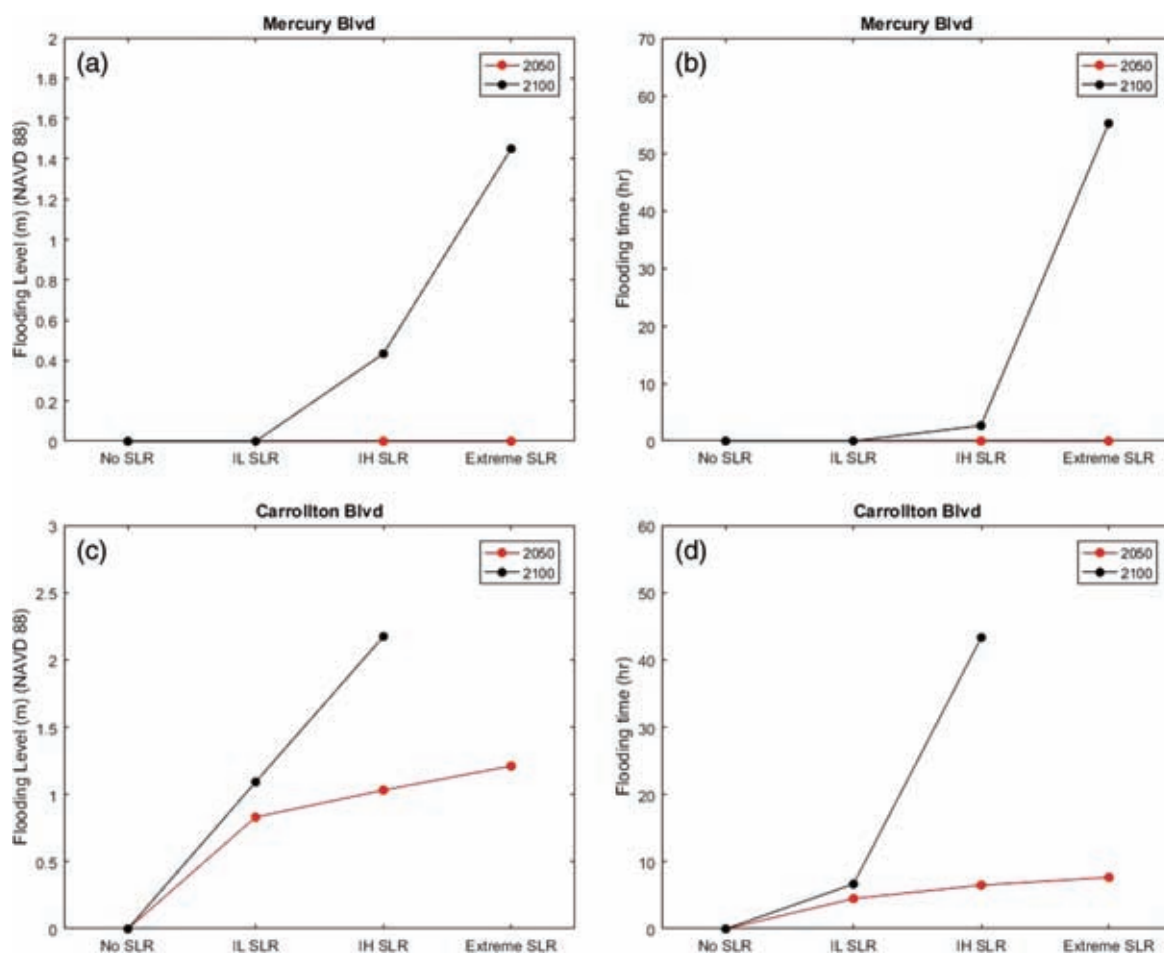 Mercury Blvd
(a)
2050
2100
2
1.8
1.6
1.4
1.2
1
0.8
0.6
0.4
0.2
0
Flooding Level (m) (NAVD 88)
No SLR IL SLR IH SLR Extreme SLR
Mercury Blvd
(b)
2050
2100
70
60
50
40
30
20
10
0
Flooding time (hr)
No SLR IL SLR IH SLR Extreme SLR
Carrollton Blvd
(c)
2050
2100
3
2.5
2
1.5
1
0.5
0
Flooding Level (m) (NAVD 88)
No SLR IL SLR IH SLR Extreme SLR
Carrollton Blvd
(d)
2050
2100
60
50
40
30
20
10
0
Flooding time (hr)
No SLR IL SLR IH SLR Extreme SLR